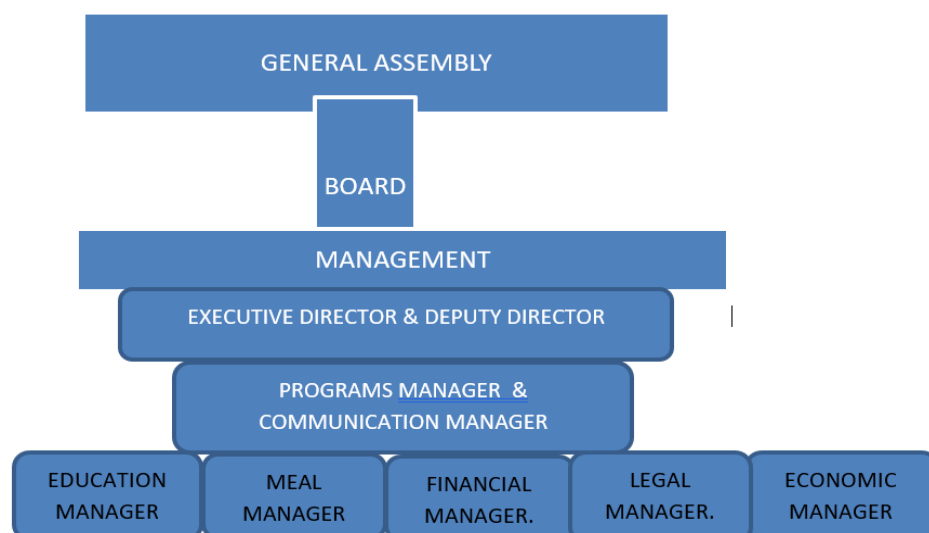 GENERAL ASSEMBLY
BOARD
MANAGEMENT
EXECUTIVE DIRECTOR & DEPUTY DIRECTOR
PROGRAMS MANAGER &
COMMUNICATION MANAGER
EDUCATION
MANAGER
MEAL
MANAGER
FINANCIAL
MANAGER.
LEGAL
MANAGER.
ECONOMIC
MANAGER